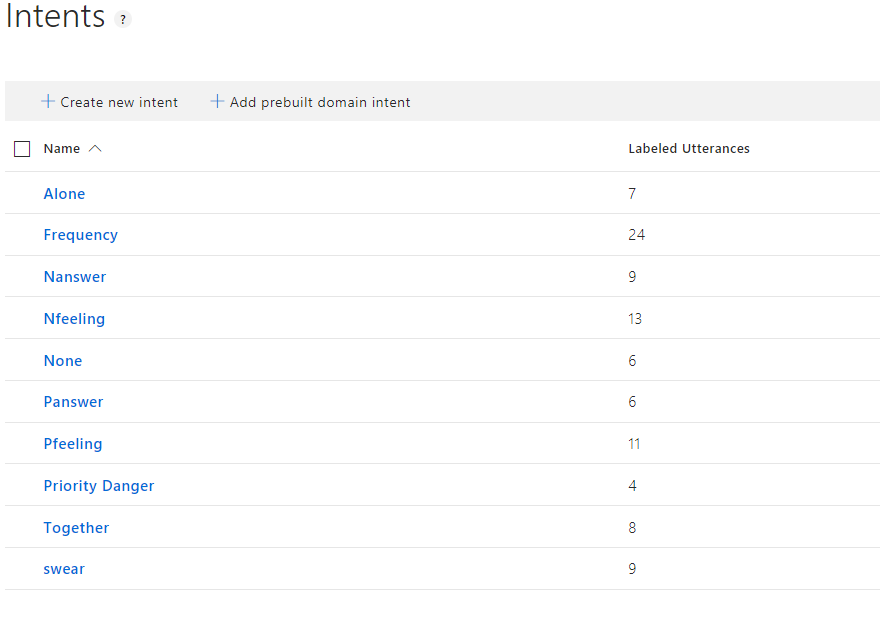 Intents ?
+ Create new intent + Add prebuilt domain intent
Name Labeled Utterances
Alone 7
Frequency 24
Nanswer 9
Nfeeling 13
None 6
Panswer 6
Pfeeling 11
Priority Danger 4
Together 8
swear 9